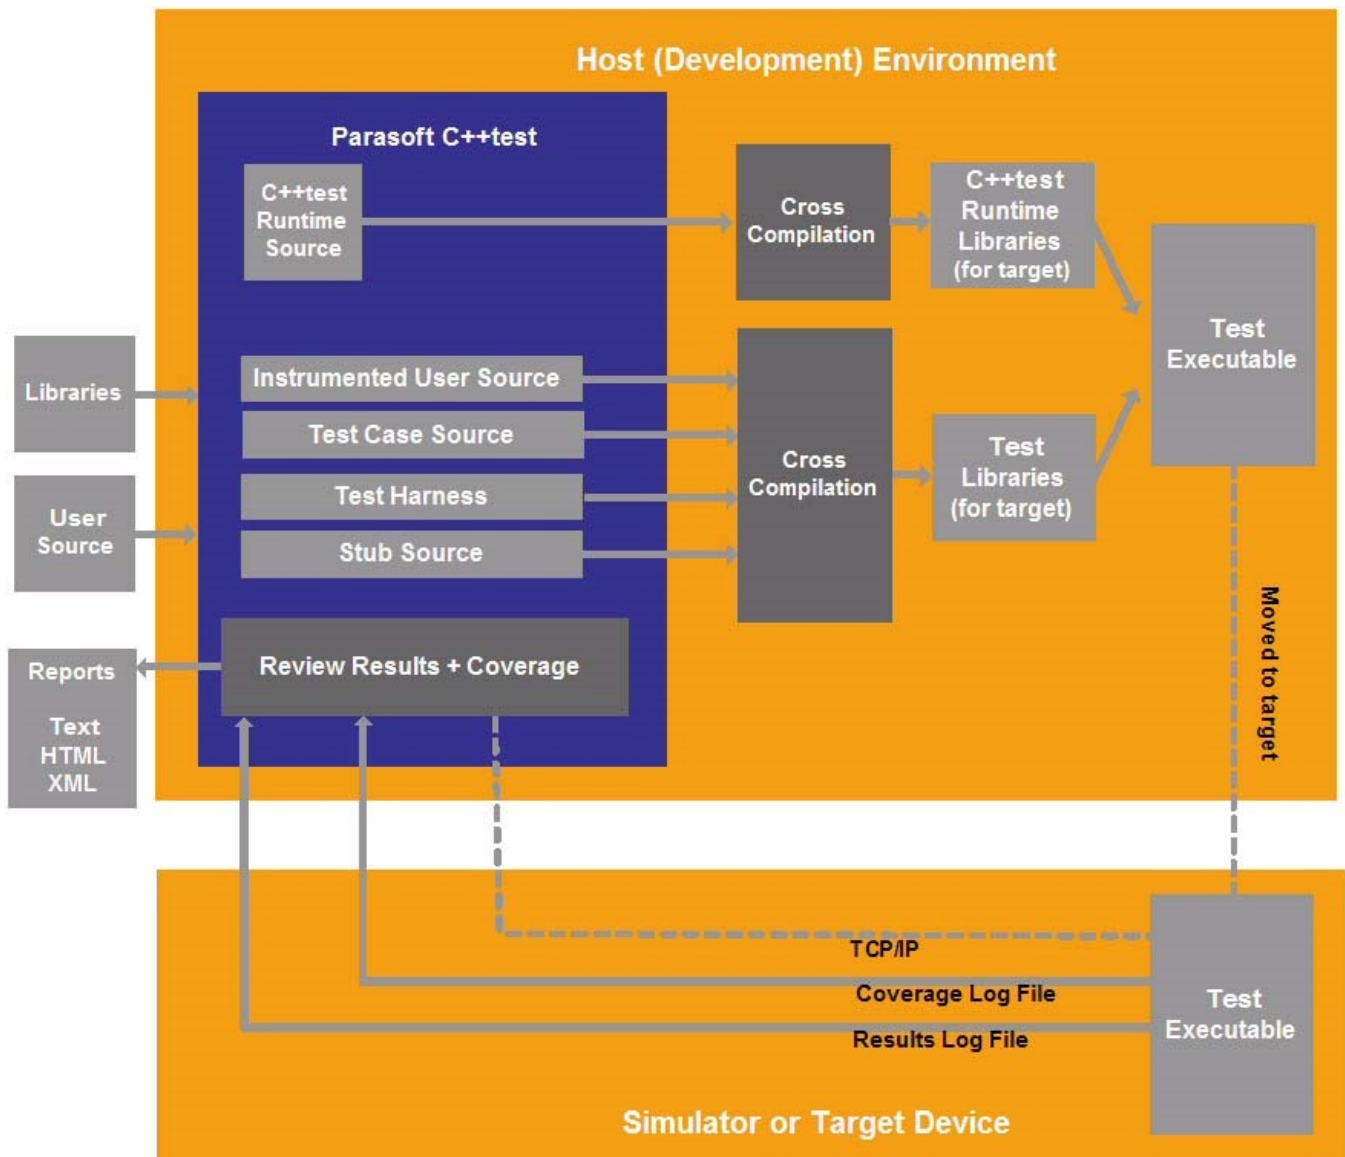 Host (Development) Environment
Parasoft C++test
C++test
Runtime
Source
Cross
Compilation
C++test
Runtime
Libraries
(for target)
Test
Executable
Libraries
User
Source
Instrumented User Source
Test Case Source
Test Harness
Stub Source
Cross
Compilation
Test
Libraries
(for target)
Moved to target
Reports
Text
HTML
XML
Review Results + Coverage
TCP/IP
Coverage Log File
Results Log File
Test
Executable
Simulator or Target Device